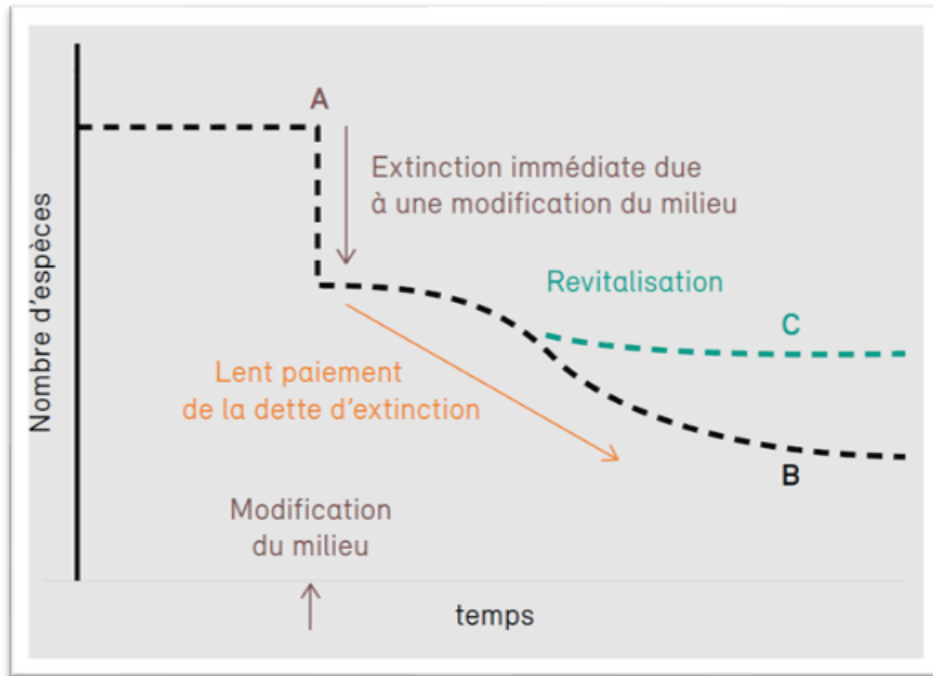 A
Extinction immédiate due
à une modification du milieu
Revitalisation
C
Nombre d'espèces
Lent paiement
de la dette d'extinction
B
Modification
du milieu
temps